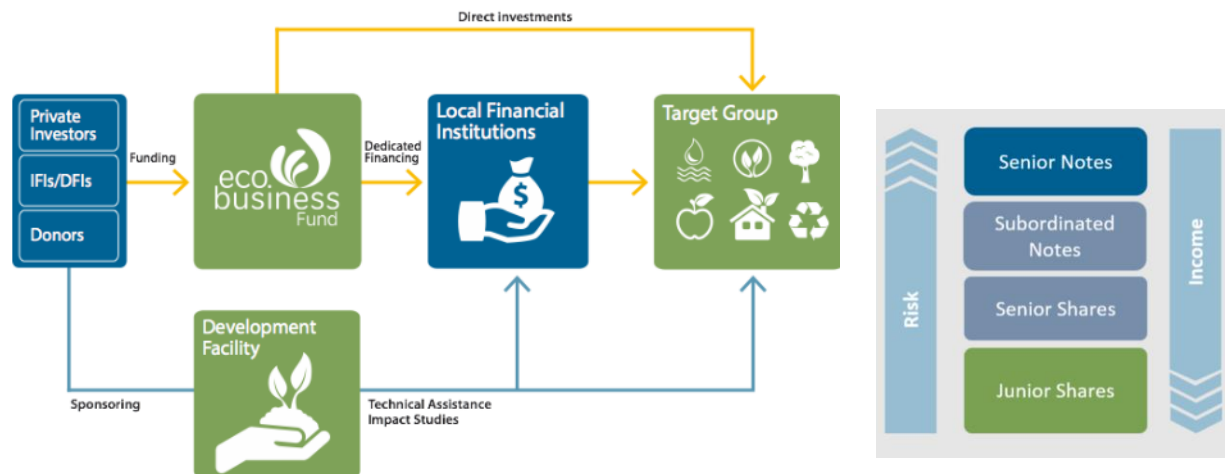 Direct investments
Private
Investors
IFIs/DFIs
Donors
Funding
eco.
business
Fund
Dedicated
Financing
Local Financial
Institutions
$
Target Group
Development
Facility
Sponsoring
Technical Assistance
Impact Studies
Risk
Senior Notes
Subordinated
Notes
Senior Shares
Junior Shares
Income